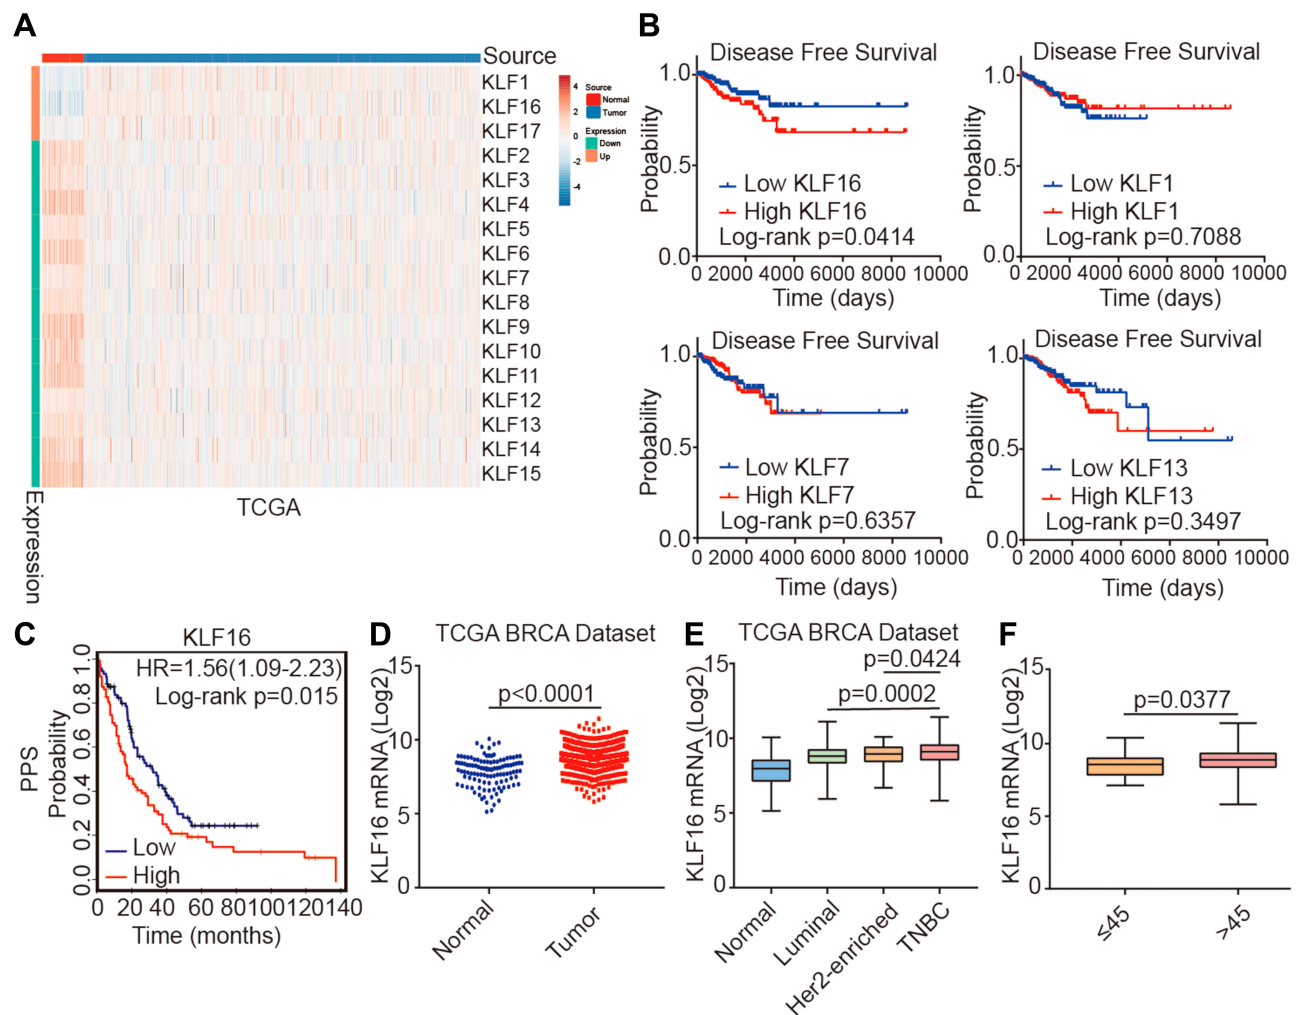 A
Source
KLF1
KLF16
KLF17
KLF2
KLF3
KLF4
KLF5
KLF6
KLF7
KLF8
KLF9
KLF10
KLF11
KLF12
KLF13
KLF14
KLF15
TCGA
Expression
4
2
0
-2
-4
Source
Normal
Tumor
Expression
Down
Up
B
Disease Free Survival
Probability
1.0
0.5
0.0
Low KLF16
High KLF16
Log-rank p=0.0414
0 2000 4000 6000 8000 10000
Time (days)
Disease Free Survival
Probability
1.0
0.5
0.0
Low KLF1
High KLF1
Log-rank p=0.7088
0 2000 4000 6000 8000 10000
Time (days)
Disease Free Survival
Probability
1.0
0.5
0.0
Low KLF7
High KLF7
Log-rank p=0.6357
0 2000 4000 6000 8000 10000
Time (days)
Disease Free Survival
Probability
1.0
0.5
0.0
Low KLF13
High KLF13
Log-rank p=0.3497
0 2000 4000 6000 8000 10000
Time (days)
C
KLF16
HR=1.56(1.09-2.23)
Log-rank p=0.015
PPS
Probability
1.0
0.8
0.6
0.4
0.2
0.0
Low
High
0 20 40 60 80 100 120 140
Time (months)
D
TCGA BRCA Dataset
p<0.0001
KLF16 mRNA (Log2)
15
10
5
0
Normal
Tumor
E
TCGA BRCA Dataset
p=0.0424
p=0.0002
KLF16 mRNA (Log2)
15
10
5
0
Normal
Luminal
Her2-enriched
TNBC
F
p=0.0377
KLF16 mRNA (Log2)
15
10
5
0
≤45
>45